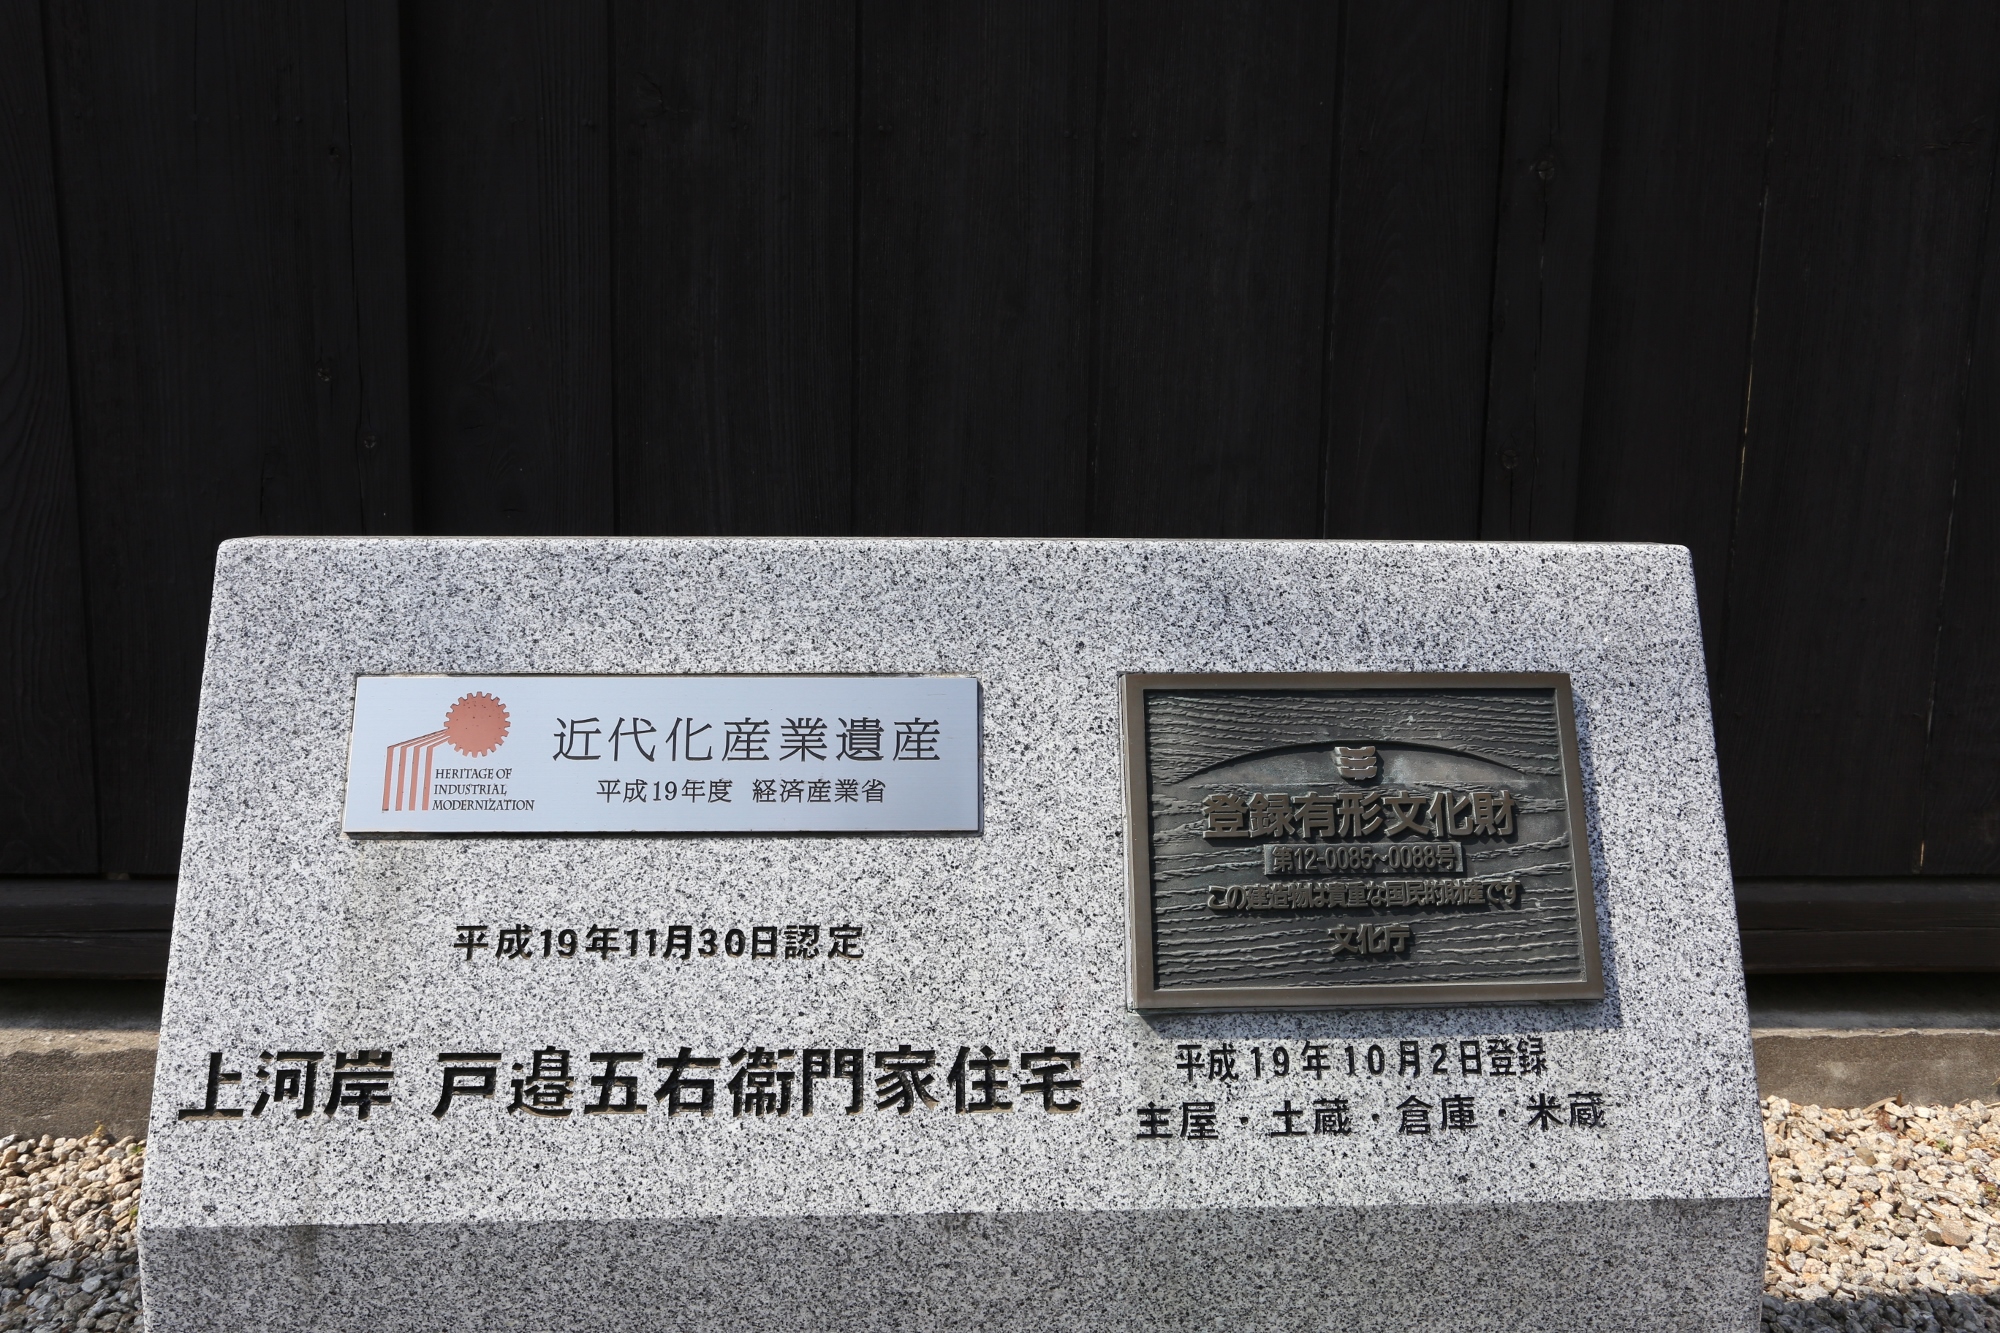 HERITAGE OF
INDUSTRIAL
MODERNIZATION
近代化産業遺産
平成19年度 経済産業省
平成19年11月30日認定
上河岸 戸邉五右衛門家住宅
登録有形文化財
第12-0085~0088号
この建造物は貴重な国民的財産です
文化庁
平成19年10月2日登録
主屋・土蔵・倉庫・米蔵